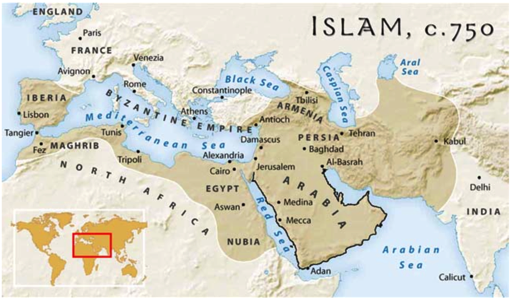 ISLAM, c.750
ENGLAND
Paris
FRANCE
Avignon
Venezia
Rome
IBERIA
Lisbon
Tangier
Fez
MAGHRIB
Tunis
Tripoli
Mediterranean Sea
BYZANTINE EMPIRE
Constantinople
Athens
Black Sea
Caspian Sea
Aral
Sea
Tbilisi
ARMENIA
Antioch
Damascus
PERSIA
Tehran
Baghdad
Al-Basrah
Kabul
Alexandria
Jerusalem
Cairo
EGYPT
Aswan
NORTH AFRICA
NUBIA
Red Sea
ARABIA
Medina
Mecca
Adan
Arabian
Sea
Delhi
INDIA
Calicut